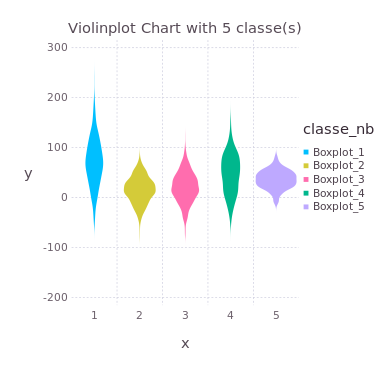 Violinplot Chart with 5 classe(s)
300
200
100
0
-100
-200
y
1 2 3 4 5
x
classe_nb
Boxplot_1
Boxplot_2
Boxplot_3
Boxplot_4
Boxplot_5